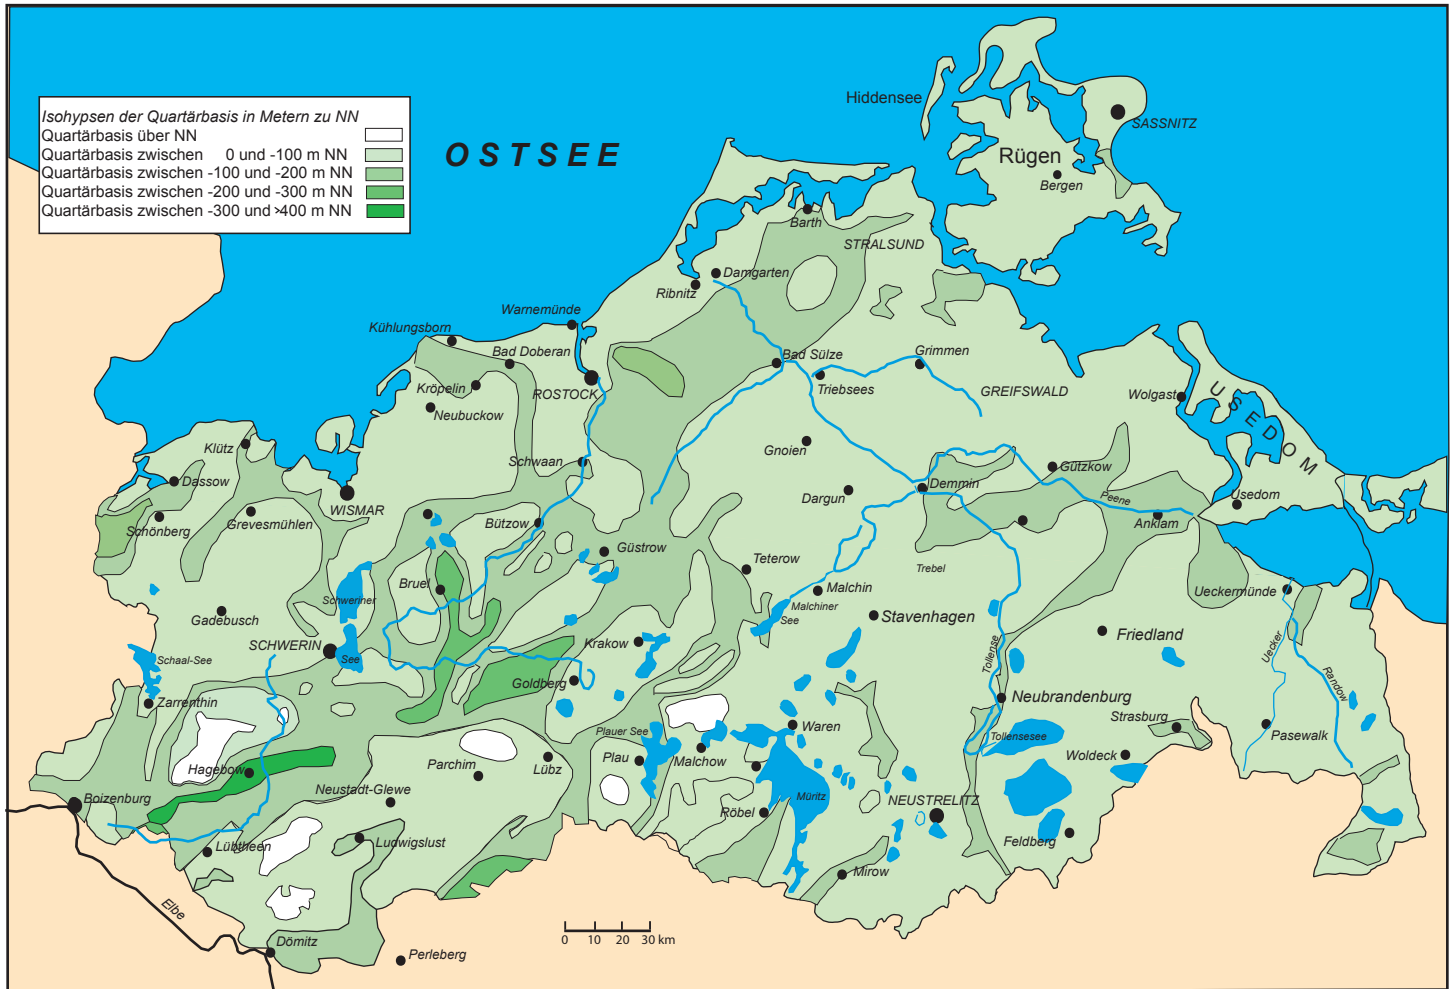 Isohypsen der Quartärbasis in Metern zu NN
Quartärbasis über NN
Quartärbasis zwischen 0 und -100 m NN
Quartärbasis zwischen -100 und -200 m NN
Quartärbasis zwischen -200 und -300 m NN
Quartärbasis zwischen -300 und >400 m NN
OSTSEE
Hiddensee
SASSNITZ
Rügen
Bergen
Barth
STRALSUND
Damgarten
Ribnitz
Warnemünde
Kühlungsborn
Bad Doberan
Bad Sülze
Grimmen
Kröpelin
ROSTOCK
Triebsees
GREIFSWALD
Wolgast
USEDOM
Neubuckow
Klütz
Gnoien
Schwaan
Gützkow
Dassow
Demmin
Dargun
Peene
Usedom
WISMAR
Schönberg
Grevesmühlen
Bützow
Anklam
Güstrow
Teterow
Trebel
Bruel
Malchin
Ueckermünde
Schweriner
Malchiner
See
Gadebusch
Stavenhagen
Friedland
SCHWERIN
Krakow
Tollense
Uecker
See
Schaal-See
Goldberg
Randow
Zarrenthin
Neubrandenburg
Strasburg
Plauer See
Waren
Tollensesee
Pasewalk
Hagebow
Parchim
Lübz
Plau
Malchow
Woldeck
Neustadt-Glewe
Boizenburg
Müritz
NEUSTRELITZ
Röbel
Lübtheen
Ludwigslust
Feldberg
Mirow
Elbe
Dömitz
Perleberg
0 10 20 30 km